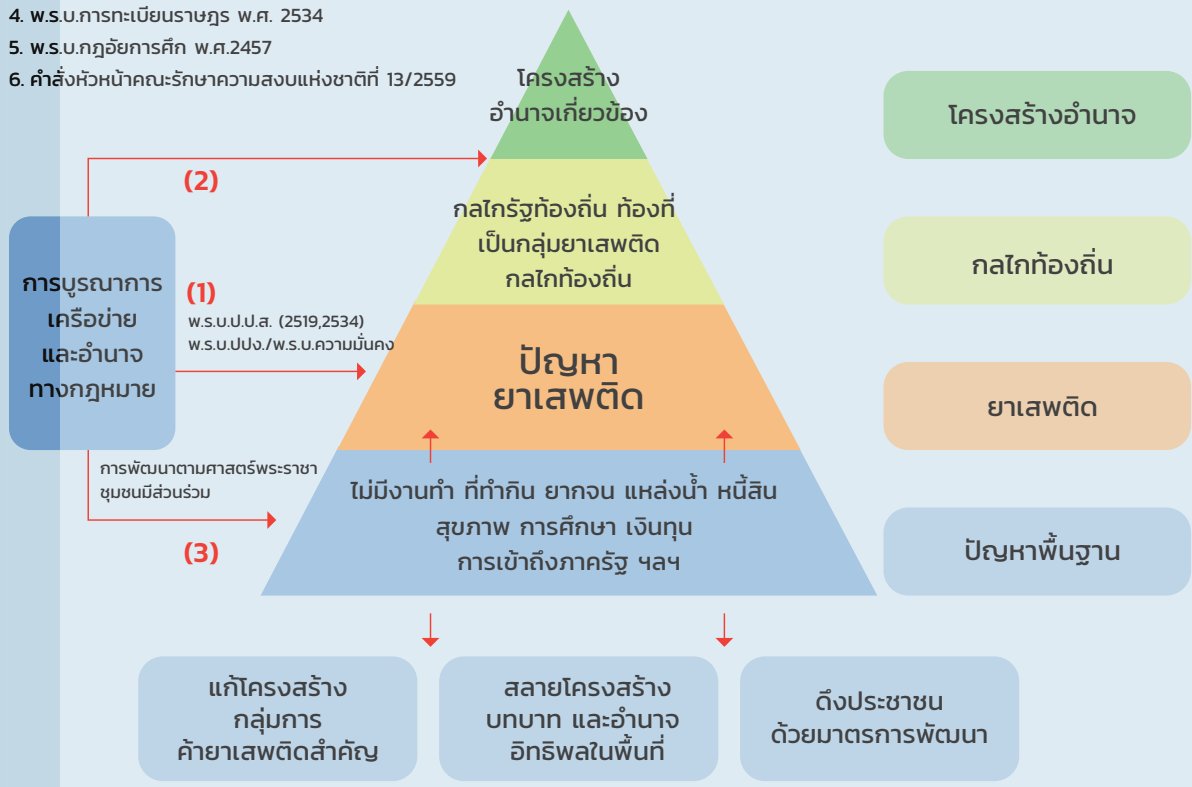 4. พ.ร.บ.การทะเบียนราษฎร พ.ศ. 2534
5. พ.ร.บ.กฎอัยการศึก พ.ศ.2457
6. คำสั่งหัวหน้าคณะรักษาความสงบแห่งชาติที่ 13/2559
โครงสร้าง
อำนาจเกี่ยวข้อง
โครงสร้างอำนาจ
(2)
กลไกรัฐท้องถิ่น ท้องที่
เป็นกลุ่มยาเสพติด
กลไกท้องถิ่น
กลไกท้องถิ่น
การบูรณาการ
เครือข่าย
และอำนาจ
ทางกฎหมาย
(1)
พ.ร.บ.ป.ป.ส. (2519,2534)
พ.ร.บ.ปปง./พ.ร.บ.ความมั่นคง
ปัญหา
ยาเสพติด
ยาเสพติด
การพัฒนาตามศาสตร์พระราชา
ชุมชนมีส่วนร่วม
(3)
ไม่มีงานทำ ที่ทำกิน ยากจน แหล่งน้ำ หนี้สิน
สุขภาพ การศึกษา เงินทุน
การเข้าถึงภาครัฐ ฯลฯ
ปัญหาพื้นฐาน
แก้โครงสร้าง
กลุ่มการ
ค้ายาเสพติดสำคัญ
สลายโครงสร้าง
บทบาท และอำนาจ
อิทธิพลในพื้นที่
ดึงประชาชน
ด้วยมาตรการพัฒนา